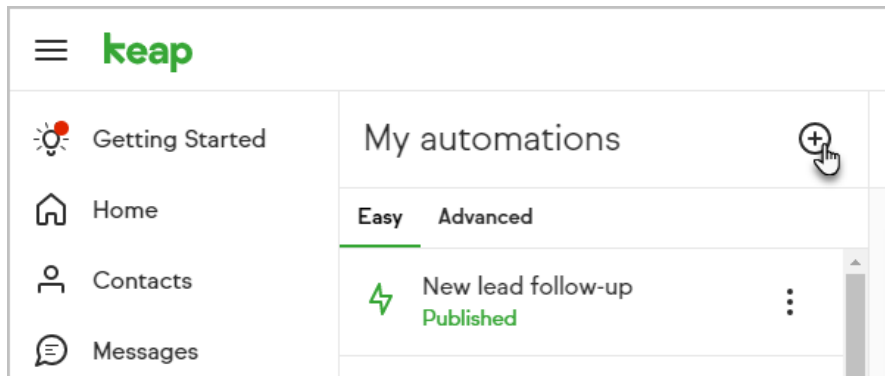 keap
Getting Started
Home
Contacts
Messages
My automations
Easy Advanced
New lead follow-up
Published